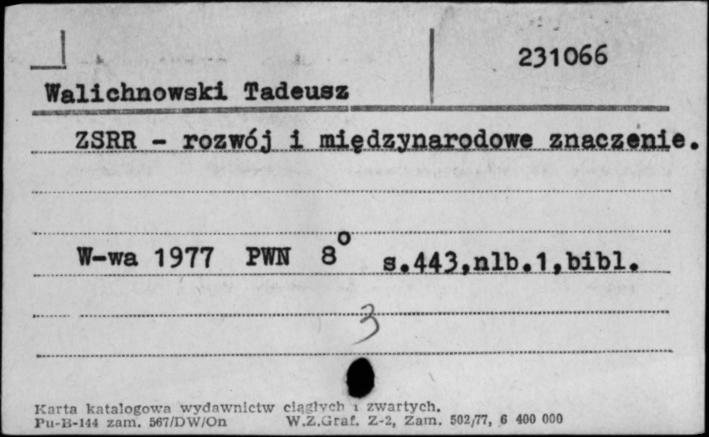 231066
Walichnowski Tadeusz
ZSRR - rozwój i międzynarodowe znaczenie.
W-wa 1977 PWN 8° s.443,nlb.1,bibl.
3
Karta katalogowa wydawnictw ciągłych i zwartych.
Pu-B-144 zam. 567/DW/On W.Z.Graf. Z-2, Zam. 502/77, 6 400 000